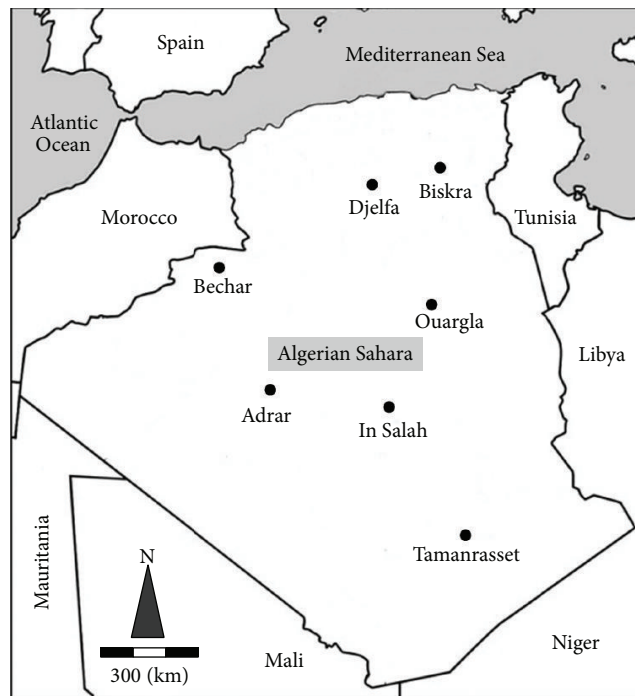 Spain
Mediterranean Sea
Atlantic
Ocean
Biskra
Djelfa
Tunisia
Morocco
Bechar
Ouargla
Algerian Sahara
Libya
Adrar
In Salah
Mauritania
Tamanrasset
N
Niger
Mali
300 (km)